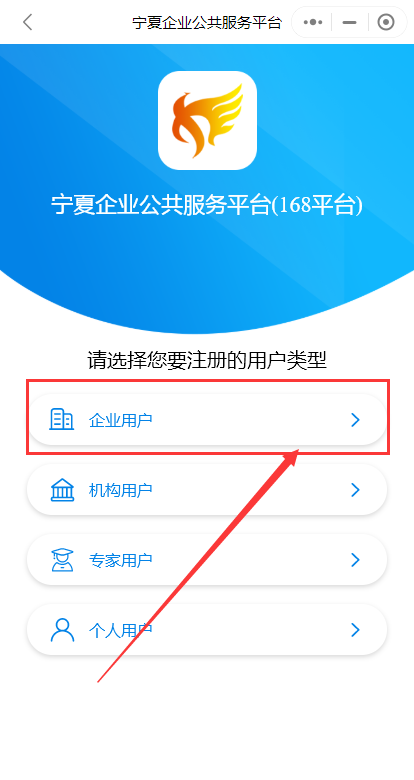 宁夏企业公共服务平台
宁夏企业公共服务平台(168平台)
请选择您要注册的用户类型
企业用户
机构用户
专家用户
个人用户